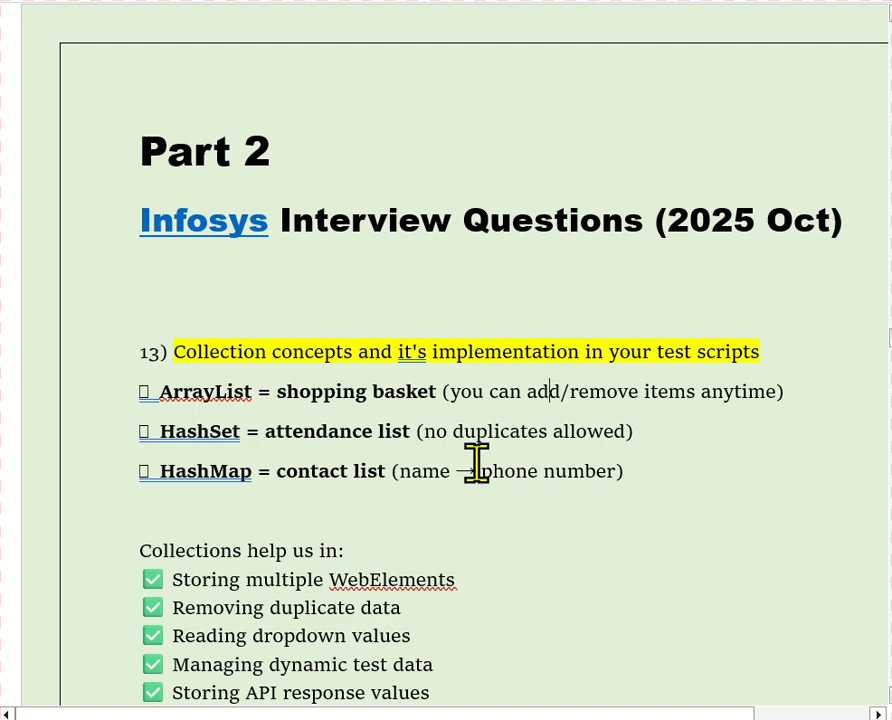 Part 2
Infosys Interview Questions (2025 Oct)
13) Collection concepts and it's implementation in your test scripts
ArrayList = shopping basket (you can add/remove items anytime)
HashSet = attendance list (no duplicates allowed)
HashMap = contact list (name → phone number)
Collections help us in:
✅ Storing multiple WebElements
✅ Removing duplicate data
✅ Reading dropdown values
✅ Managing dynamic test data
✅ Storing API response values